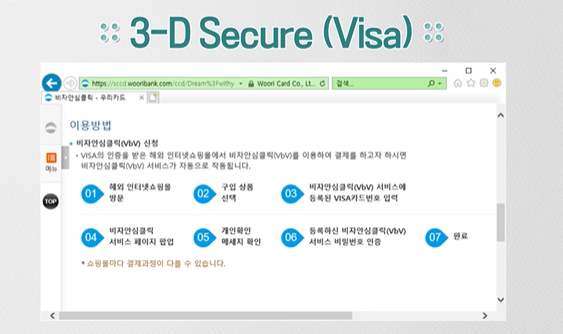 3-D Secure (Visa)
https://sccd.wooribank.com/ccd/Dream%3Fwithy
Woori Card Co., Lt...
검색...
비자안심클릭 - 우리카드
이용방법
비자안심클릭(VbV) 신청
• VISA의 인증을 받은 해외 인터넷쇼핑몰에서 비자안심클릭(VbV)를 이용하여 결제를 하고자 하시면
비자안심클릭(VbV) 서비스가 자동으로 작동됩니다.
메뉴
TOP
01 해외 인터넷쇼핑몰
방문
02 구입 상품
선택
03 비자안심클릭(VbV) 서비스에
등록된 VISA카드번호 입력
04 비자안심클릭
서비스 페이지 팝업
05 개인확인
메세지 확인
06 등록하신 비자안심클릭(VbV)
서비스 비밀번호 인증
07 완료
* 쇼핑몰마다 결제과정이 다를 수 있습니다.